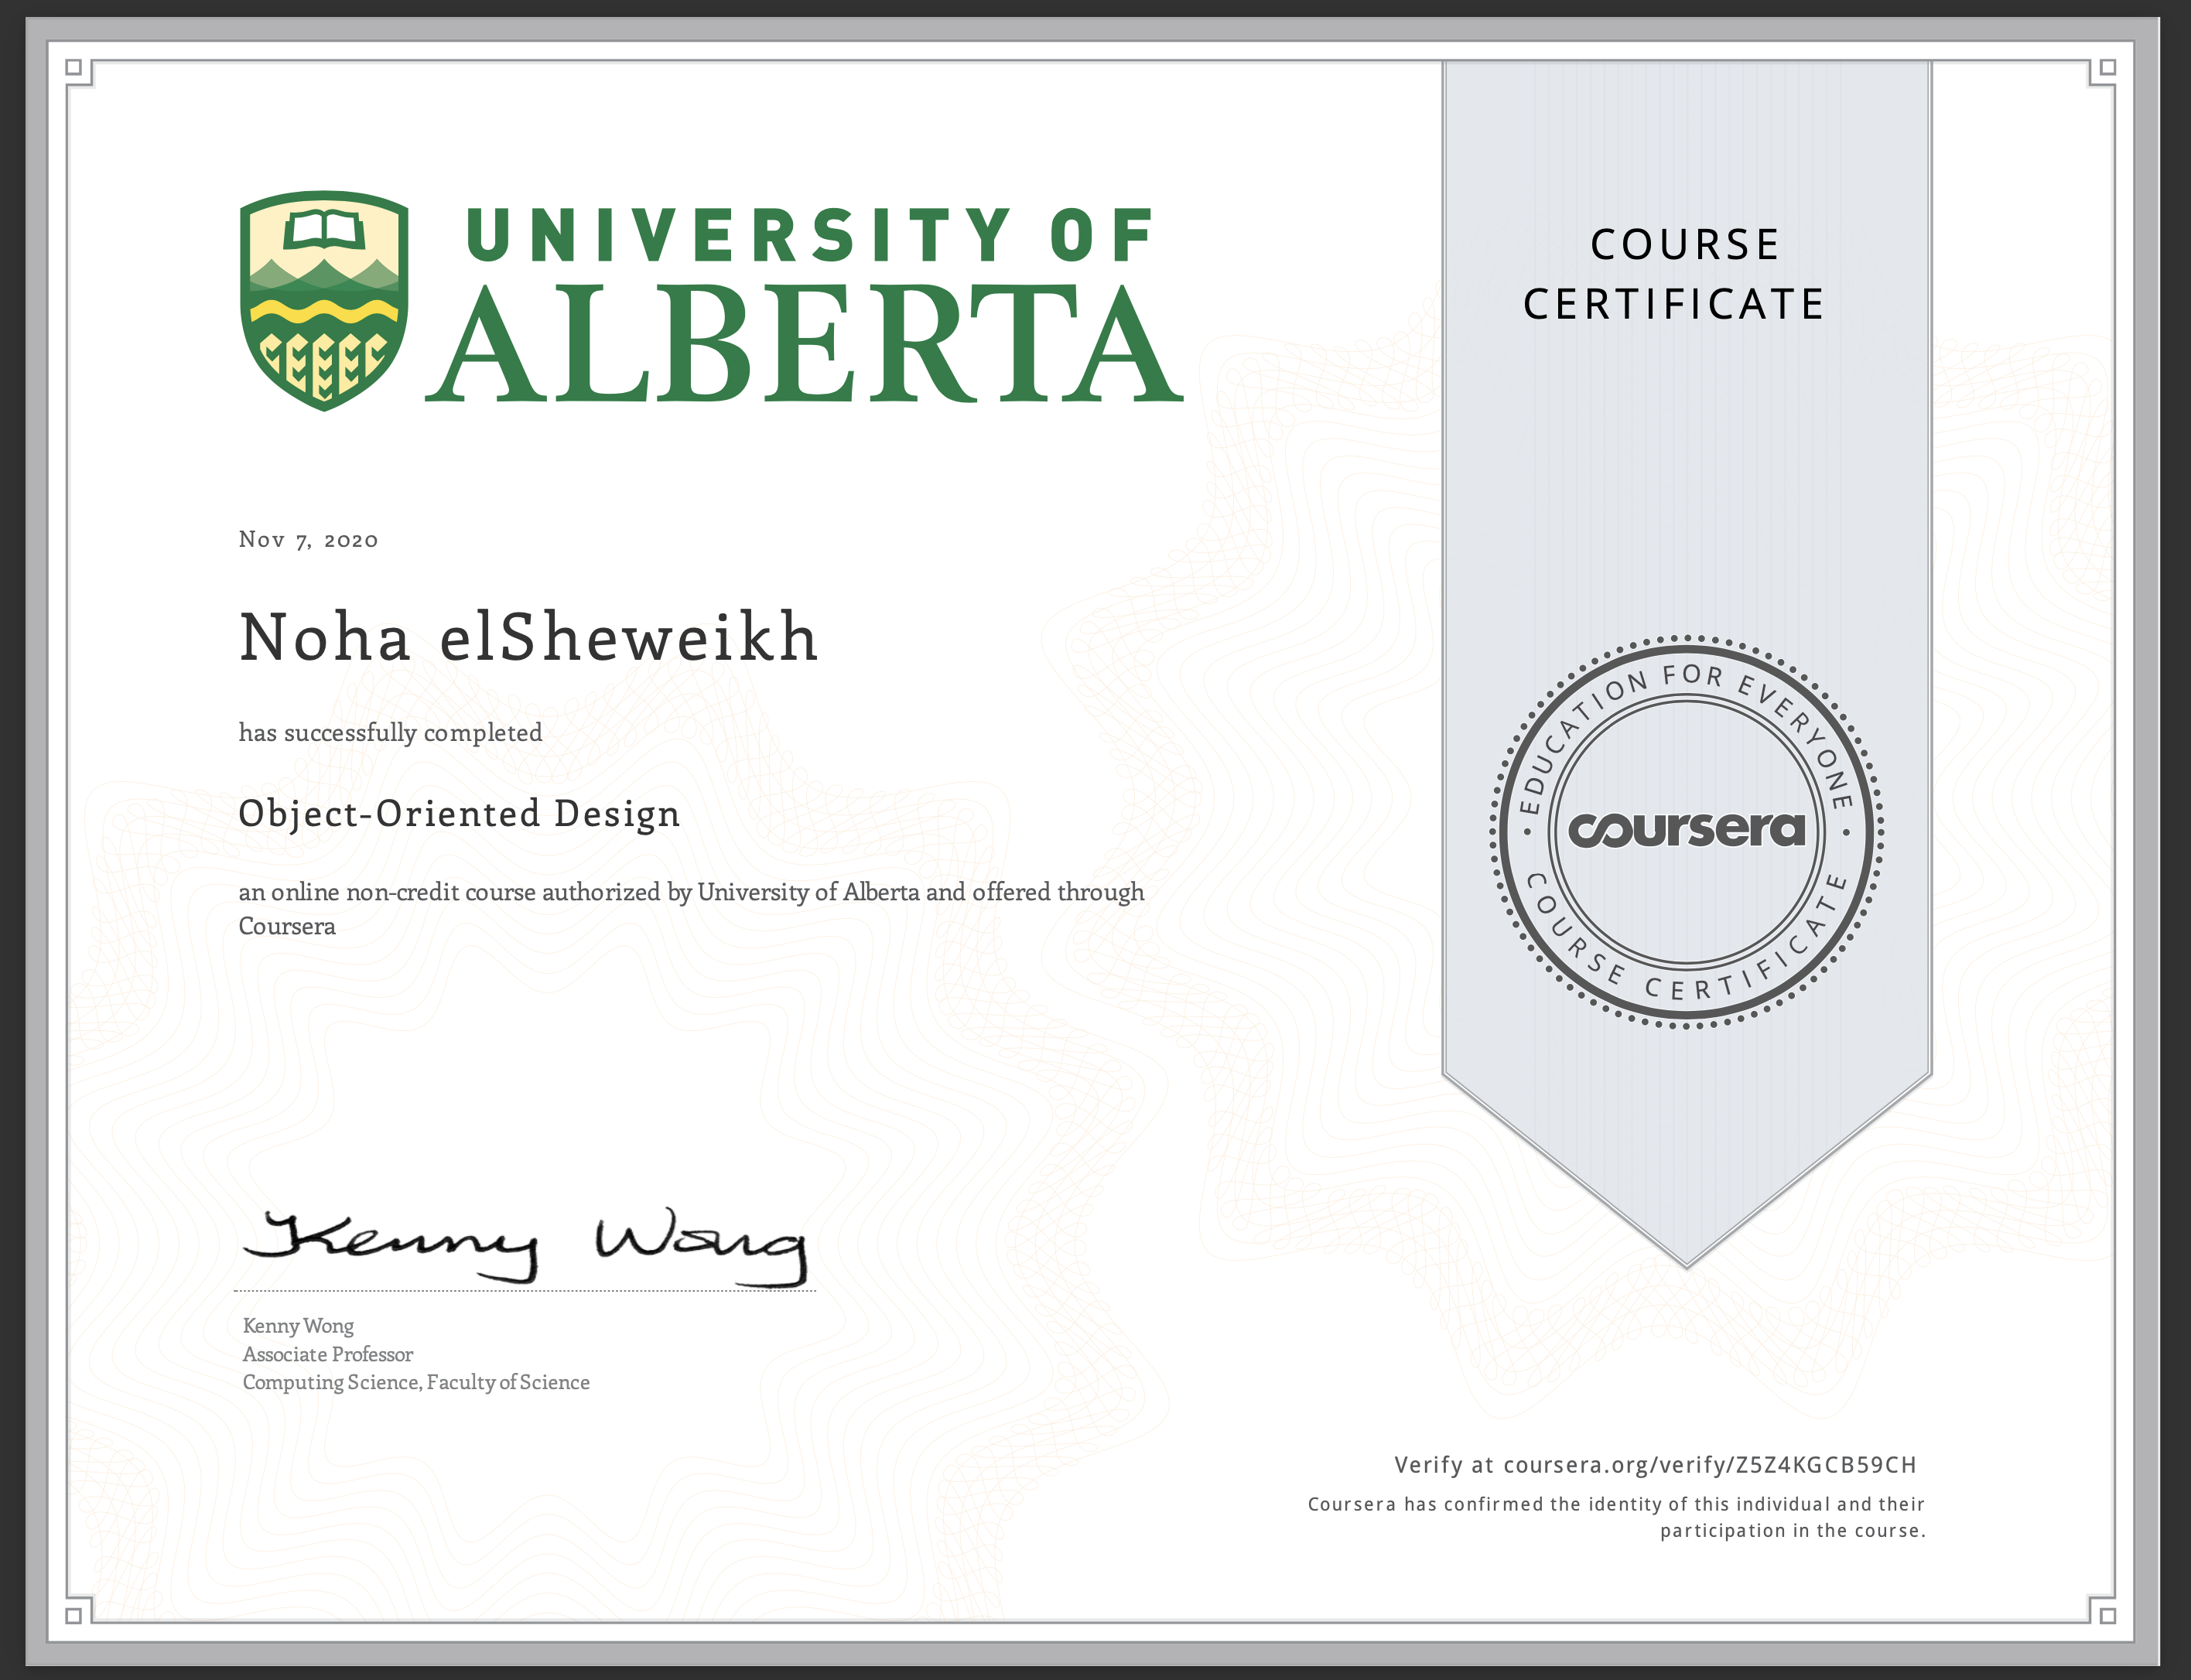 UNIVERSITY OF
ALBERTA
COURSE
CERTIFICATE
Nov 7, 2020
Noha elSheweikh
has successfully completed
Object-Oriented Design
an online non-credit course authorized by University of Alberta and offered through
Coursera
EDUCATION FOR EVERYONE
coursera
COURSE CERTIFICATE
Kenny Wong
Kenny Wong
Associate Professor
Computing Science, Faculty of Science
Verify at coursera.org/verify/Z5Z4KGCB59CH
Coursera has confirmed the identity of this individual and their
participation in the course.